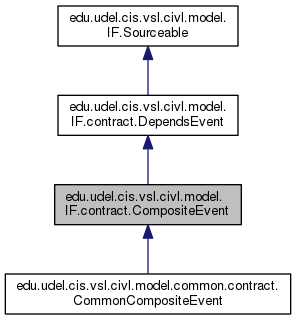 edu.udel.cis.vsl.civl.model.
IF.Sourceable
edu.udel.cis.vsl.civl.model.
IF.contract.DependsEvent
edu.udel.cis.vsl.civl.model.
IF.contract.CompositeEvent
edu.udel.cis.vsl.civl.model.common.contract.
CommonCompositeEvent